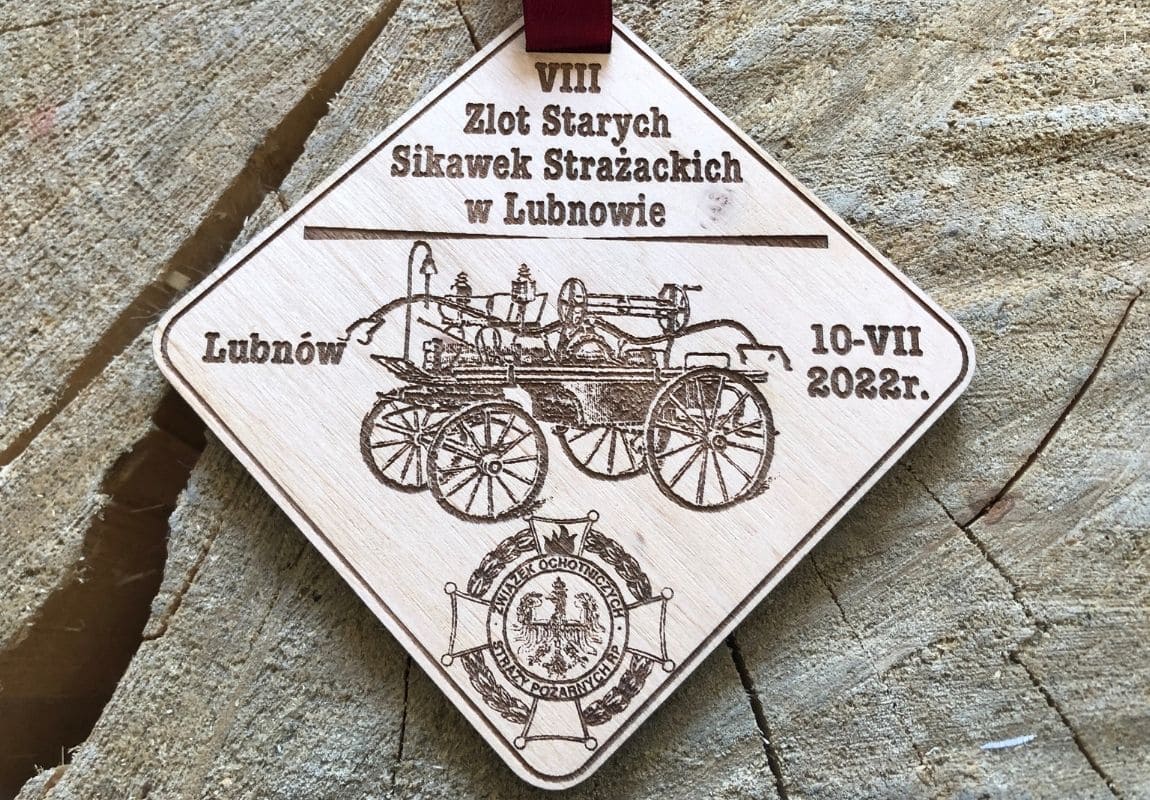 VIII
Zlot Starych
Sikawek Strażackich
w Lubnowie
Lubnów
10-VII
2022r.
ZWIĄZEK OCHOTNICZYCH
STRAŻY POŻARNYCH RP